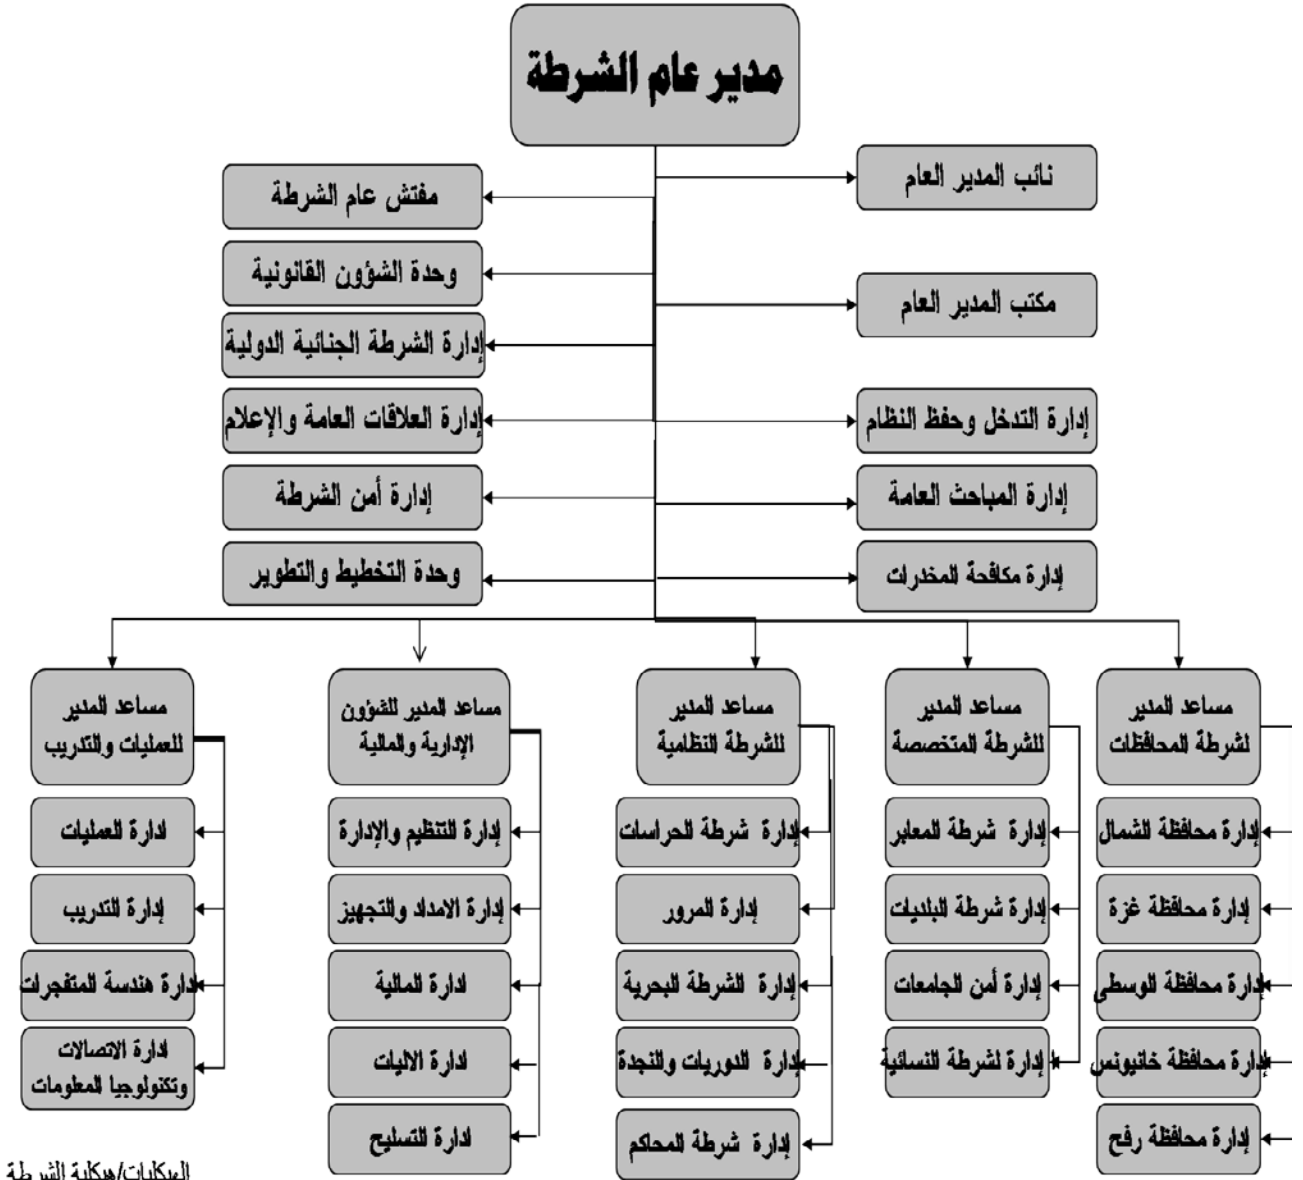 مدير عام الشرطة
نائب المدير العام
مفتش عام الشرطة
وحدة الشؤون القانونية
مكتب المدير العام
إدارة الشرطة الجنائية الدولية
إدارة التدخل وحفظ النظام
إدارة العلاقات العامة والإعلام
إدارة المباحث العامة
إدارة أمن الشرطة
إدارة مكافحة المخدرات
وحدة التخطيط والتطوير
مساعد المدير
لشرطة المحافظات
إدارة محافظة الشمال
إدارة محافظة غزة
إدارة محافظة الوسطى
إدارة محافظة خانيونس
إدارة محافظة رفح
مساعد المدير
للشرطة المتخصصة
إدارة شرطة المعابر
إدارة شرطة البلديات
إدارة أمن الجامعات
إدارة لشرطة النسائية
مساعد المدير
للشرطة النظامية
إدارة شرطة الحراسات
إدارة المرور
إدارة الشرطة البحرية
إدارة الدوريات والنجدة
إدارة شرطة المحاكم
مساعد المدير للشؤون
الإدارية والمالية
إدارة التنظيم والإدارة
إدارة الامداد والتجهيز
ادارة المالية
ادارة الاليات
ادارة التسليح
مساعد المدير
للعمليات والتدريب
ادارة العمليات
إدارة التدريب
ادارة هندسة المتفجرات
ادارة الاتصالات
وتكنولوجيا المعلومات
الهيكليات/هيكلية الشرطة